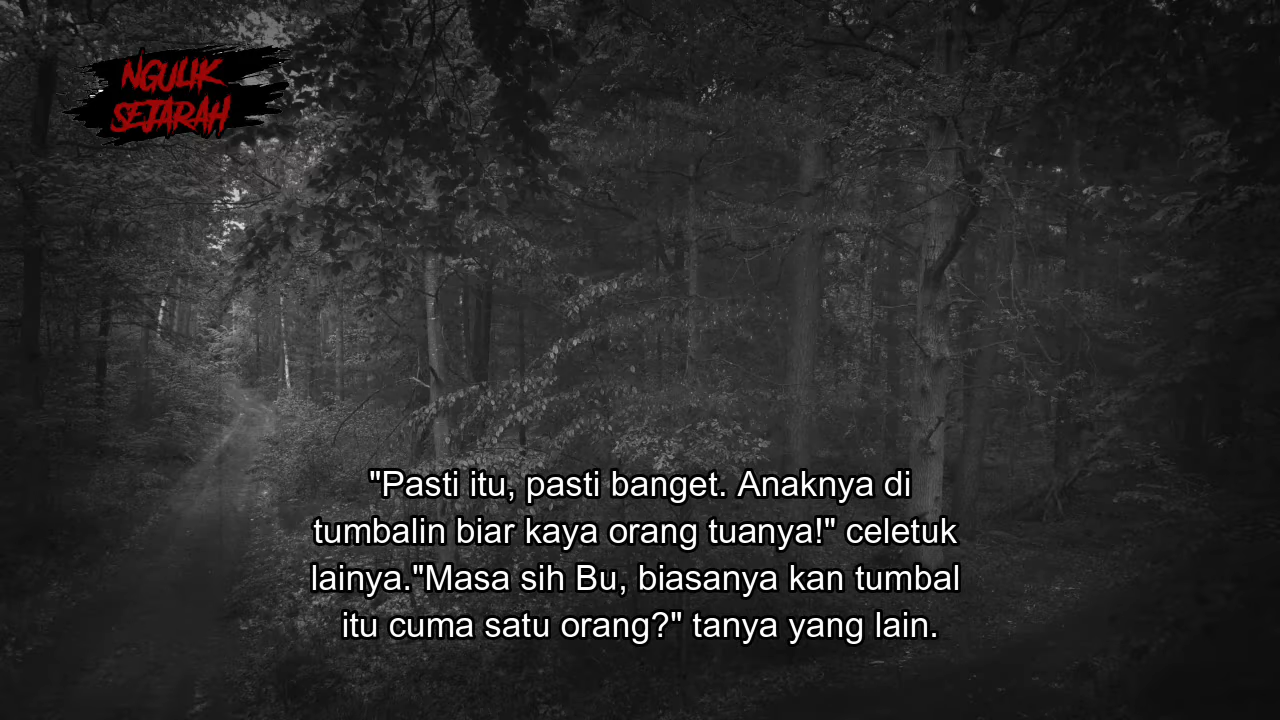 NGULIK
SEJARAH
"Pasti itu, pasti banget. Anaknya di
tumbalin biar kaya orang tuanya!" celetuk
lainya."Masa sih Bu, biasanya kan tumbal
itu cuma satu orang?" tanya yang lain.